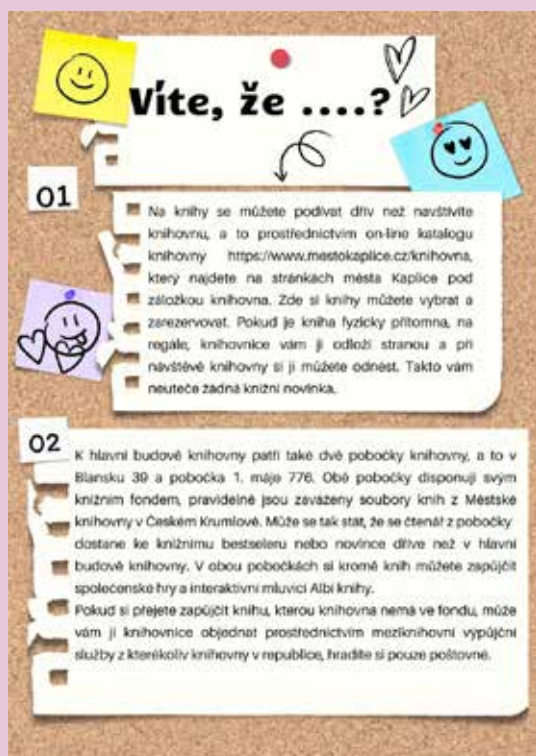 Víte, že ....?
01
Na knihy se můžete podívat dřív než navštívíte
knihovnu, a to prostřednictvím on-line katalogu
knihovny https://www.mestokaplice.cz/knihovna,
který najdete na stránkách města Kaplice pod
záložkou knihovna. Zde si knihy můžete vybrat a
zarezervovat. Pokud je kniha fyzicky přítomna, na
regále, knihovnice vám ji odloží stranou a při
návštěvě knihovny si ji můžete odnést. Takto vám
neuteče žádná knižní novinka.
02
K hlavní budově knihovny patří také dvě pobočky knihovny, a to v
Blansku 39 a pobočka 1. máje 776. Obě pobočky disponují svým
knižním fondem, pravidelně jsou zaváženy soubory knih z Městské
knihovny v Českém Krumlově. Může se tak stát, že se čtenář z pobočky
dostane ke knižnímu bestseleru nebo novince dříve než v hlavní
budově knihovny. V obou pobočkách si kromě knih můžete zapůjčit
společenské hry a interaktivní mluvící Albi knihy.
Pokud si přejete zapůjčit knihu, kterou knihovna nemá ve fondu, může
vám ji knihovnice objednat prostřednictvím meziknihovní výpůjční
služby z kterékoliv knihovny v republice, hradíte si pouze poštovné.